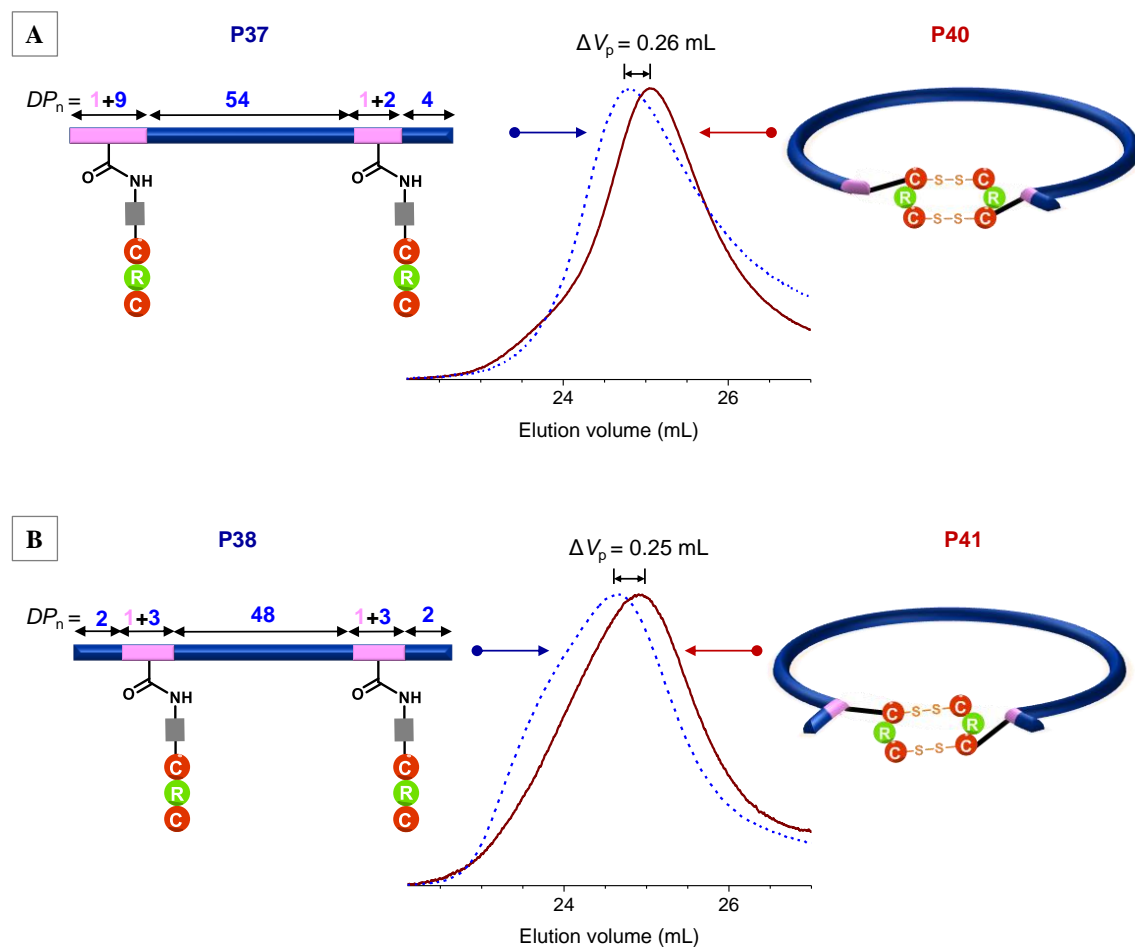 A
P37
ΔVp = 0.26 mL
P40
DPn = 1+9 54 1+2 4
O NH O NH
C C
R R
C C
C S S C
R R
C S S C
24 26
Elution volume (mL)
B
P38
ΔVp = 0.25 mL
P41
DPn = 2 1+3 48 1+3 2
O NH O NH
C C
R R
C C
C S S C
R R
C S S C
24 26
Elution volume (mL)